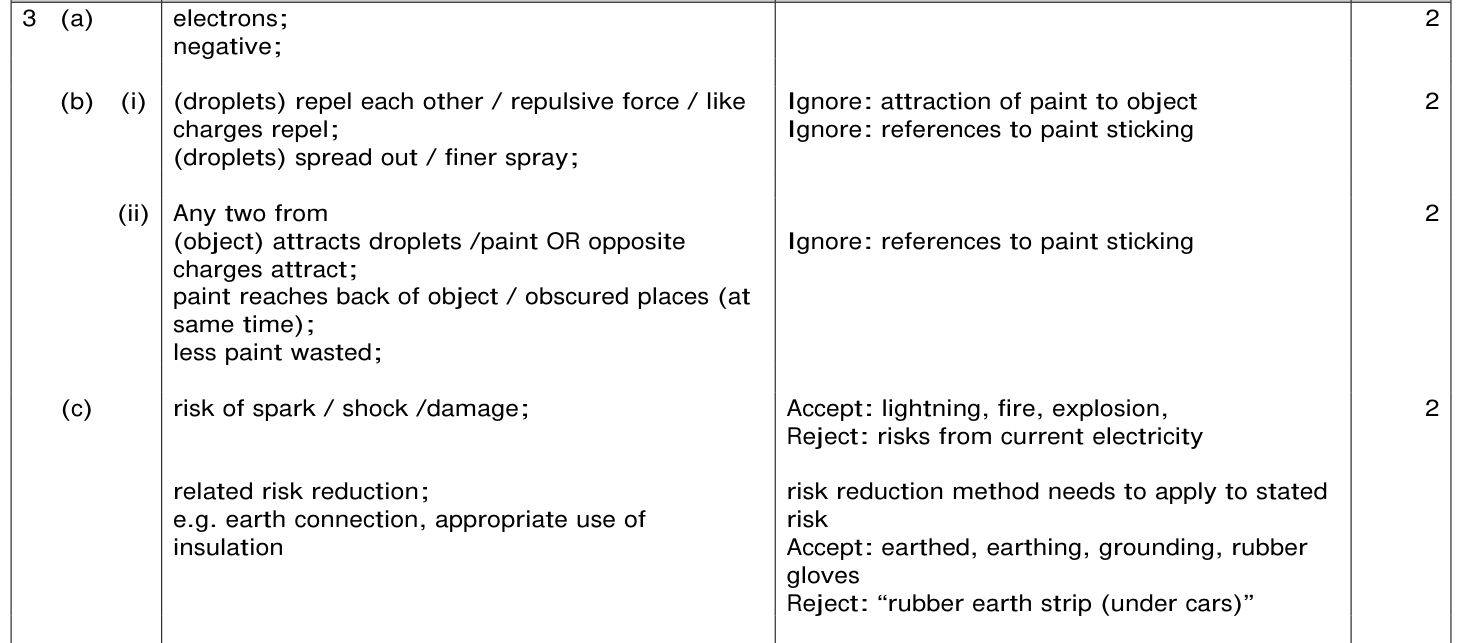 3 (a) electrons; 2
negative;
(b) (i) (droplets) repel each other / repulsive force / like Ignore: attraction of paint to object 2
charges repel; Ignore: references to paint sticking
(droplets) spread out / finer spray;
(ii) Any two from 2
(object) attracts droplets /paint OR opposite Ignore: references to paint sticking
charges attract;
paint reaches back of object / obscured places (at
same time);
less paint wasted;
(c) risk of spark / shock /damage; Accept: lightning, fire, explosion, 2
Reject: risks from current electricity
related risk reduction; risk reduction method needs to apply to stated
e.g. earth connection, appropriate use of risk
insulation Accept: earthed, earthing, grounding, rubber
gloves
Reject: “rubber earth strip (under cars)”